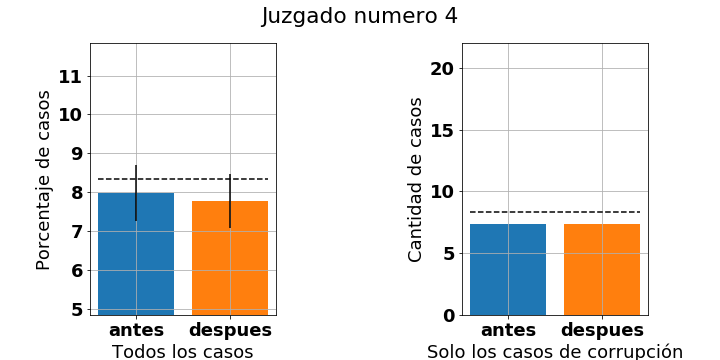 Juzgado numero 4
Porcentaje de casos
11
10
9
8
7
6
5
antes despues
Todos los casos
Cantidad de casos
20
15
10
5
0
antes despues
Solo los casos de corrupción